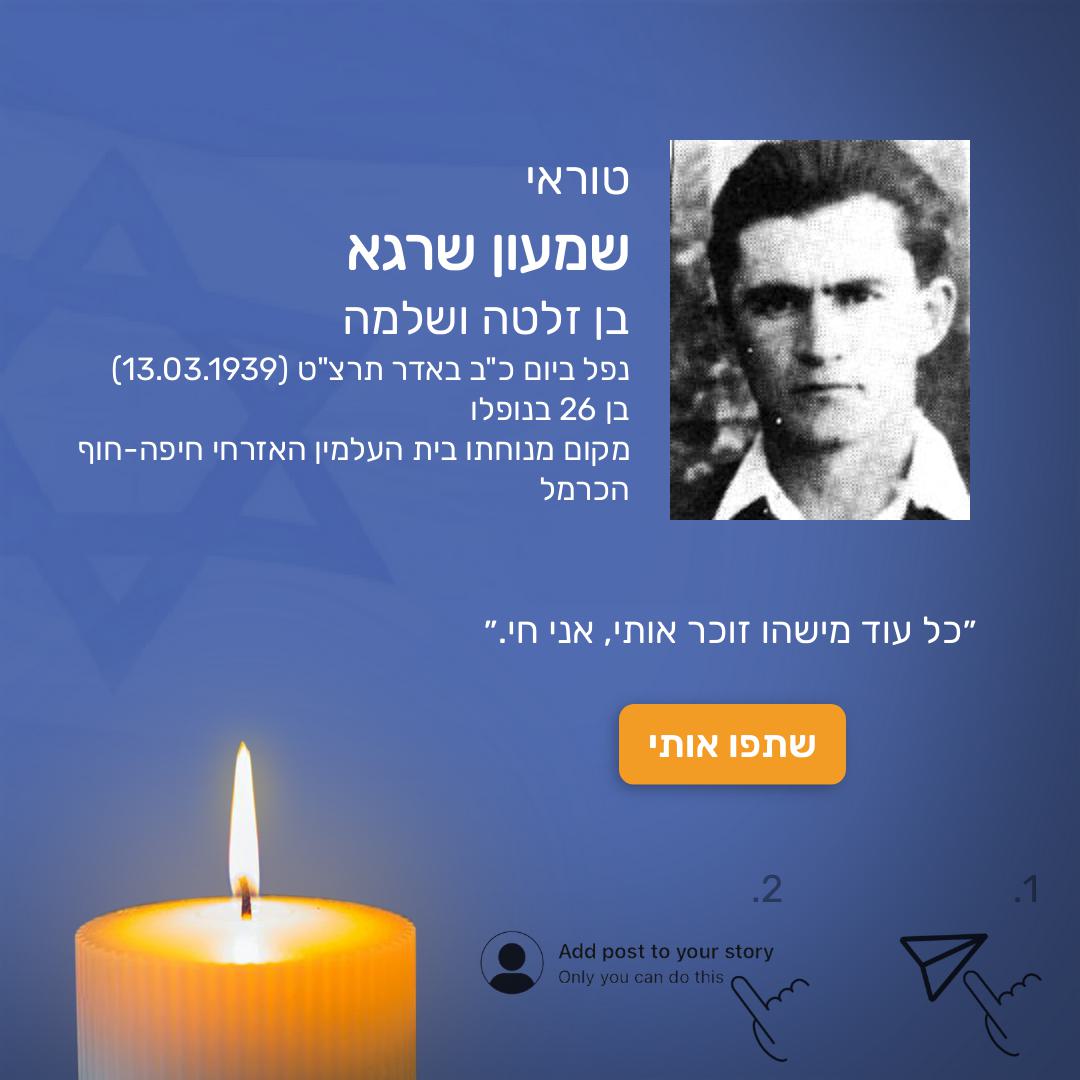 טוראי
שמעון שרגא
בן זלטה ושלמה
נפל ביום כ"ב באדר תרצ"ט (13.03.1939)
בן 26 בנופלו
מקום מנוחתו בית העלמין האזרחי חיפה-חוף
הכרמל
״כל עוד מישהו זוכר אותי, אני חי.״
שתפו אותי
.1
.2
Add post to your story
Only you can do this